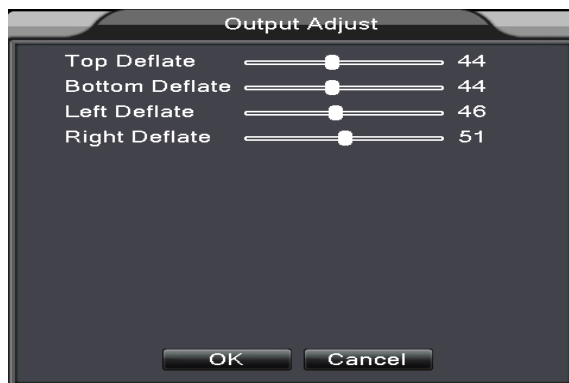 Output Adjust
Top Deflate 44
Bottom Deflate 44
Left Deflate 46
Right Deflate 51
OK Cancel